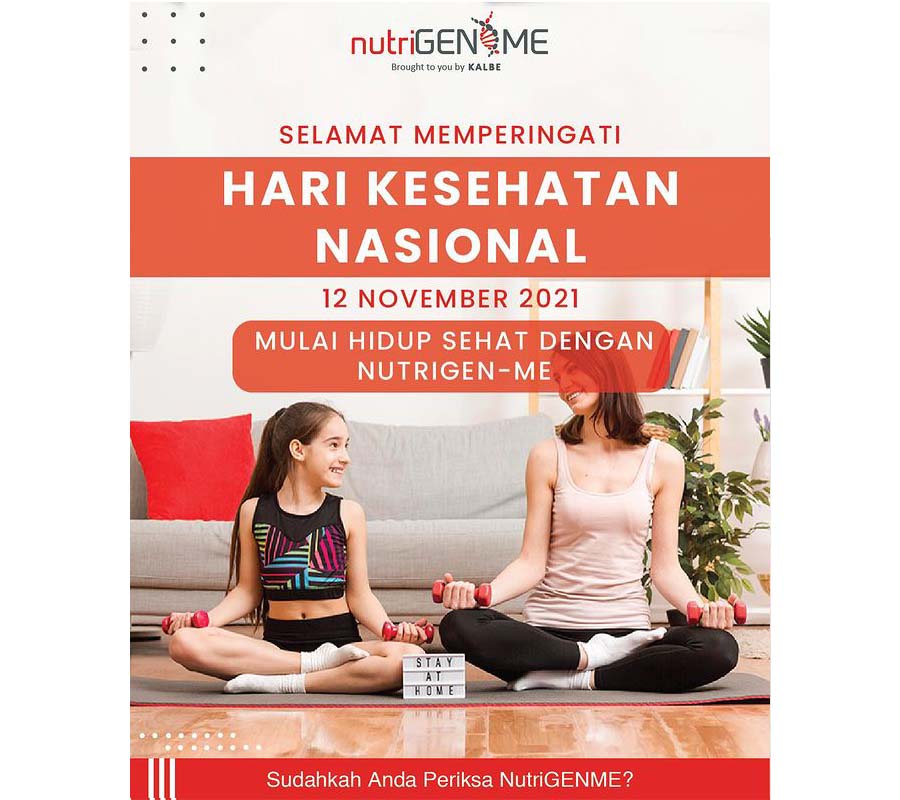 nutriGENME
Brought to you by KALBE
SELAMAT MEMPERINGATI
HARI KESEHATAN
NASIONAL
12 NOVEMBER 2021
MULAI HIDUP SEHAT DENGAN
NUTRIGEN-ME
STAY
AT
HOME
Sudahkah Anda Periksa NutriGENME?